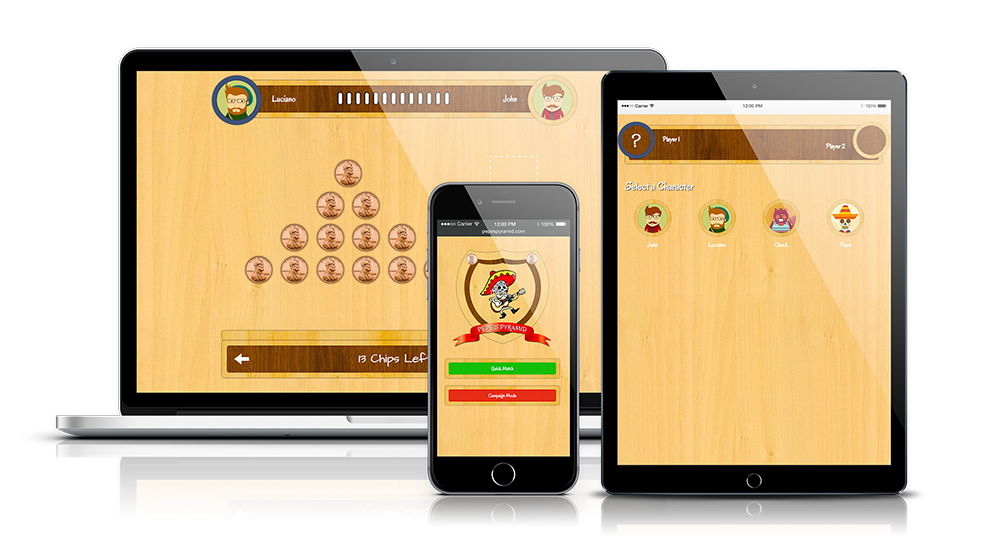 Luciano
John
13 Chips Lef
Carrier
12:00 PM
100%
pepespyramid.com
PEPE'S PYRAMID
Quick Match
Campaign Mode
Carrier
12:00 PM
100%
?
Player 1
Player 2
Select a Character
John
Luciano
Chuck
Pepe